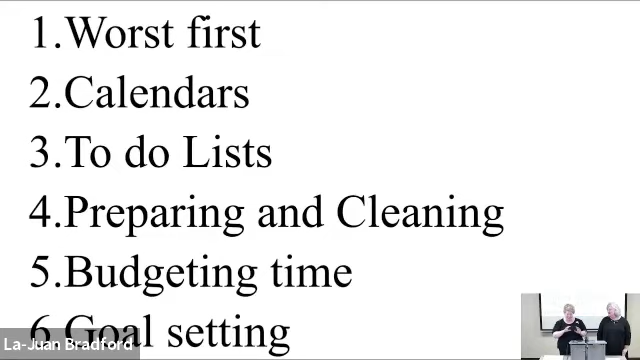 1.Worst first
2.Calendars
3.To do Lists
4.Preparing and Cleaning
5.Budgeting time
6 Goal setting
La-Juan Bradford